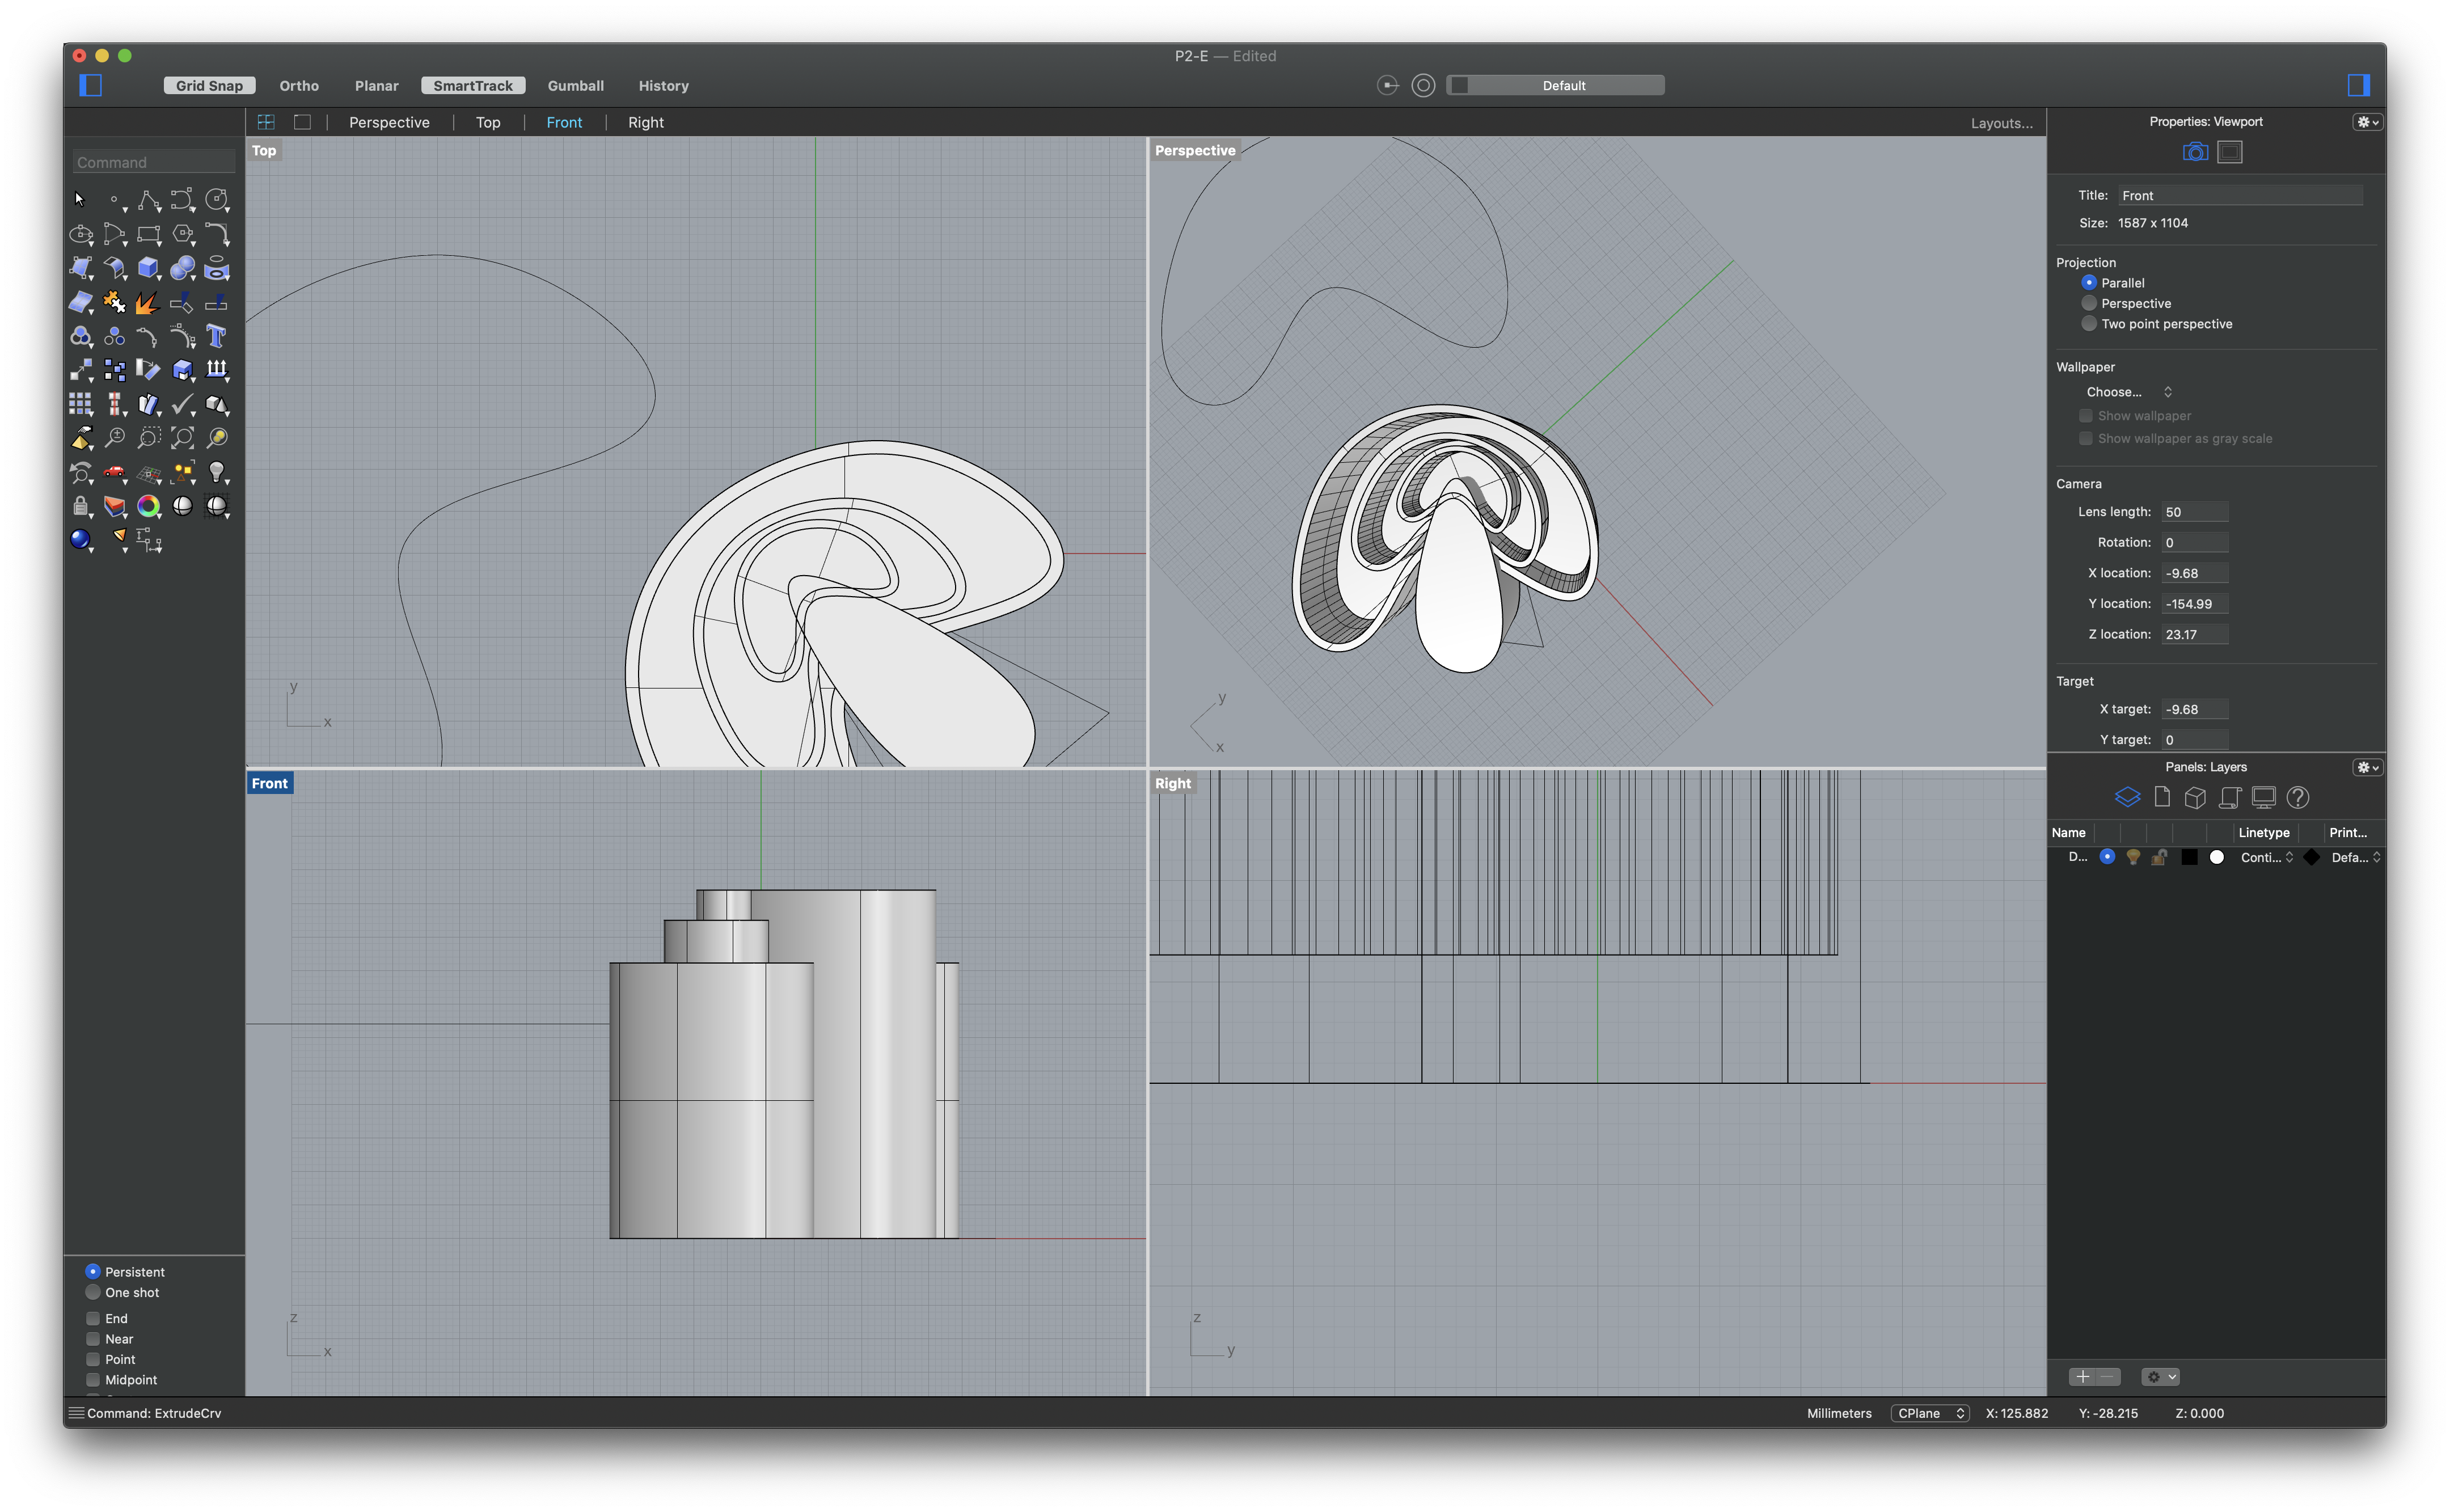 P2-E — Edited
Grid Snap Ortho Planar SmartTrack Gumball History Default
Perspective Top Front Right Layouts...
Properties: Viewport
Command
Top
Perspective
Title: Front
Size: 1587 x 1104
Projection
Parallel
Perspective
Two point perspective
Wallpaper
Choose...
Show wallpaper
Show wallpaper as gray scale
Camera
Lens length: 50
Rotation: 0
X location: -9.68
Y location: -154.99
Z location: 23.17
Target
X target: -9.68
Y target: 0
y
x
y
x
Front
Right
Panels: Layers
Name Linetype Print...
D... Conti... Defa...
z
x
z
y
Persistent
One shot
End
Near
Point
Midpoint
Command: ExtrudeCrv
Millimeters CPlane X: 125.882 Y: -28.215 Z: 0.000